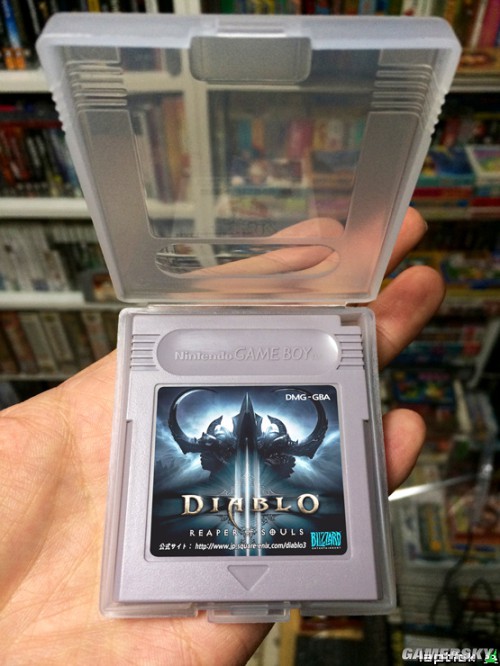 Nintendo GAME BOY
DMG-GBA
DIABLO
REAPER OF SOULS
BLIZZARD
ENTERTAINMENT
公式サイト： http://www.jp.square-enix.com/diablo3
GAMERSKY